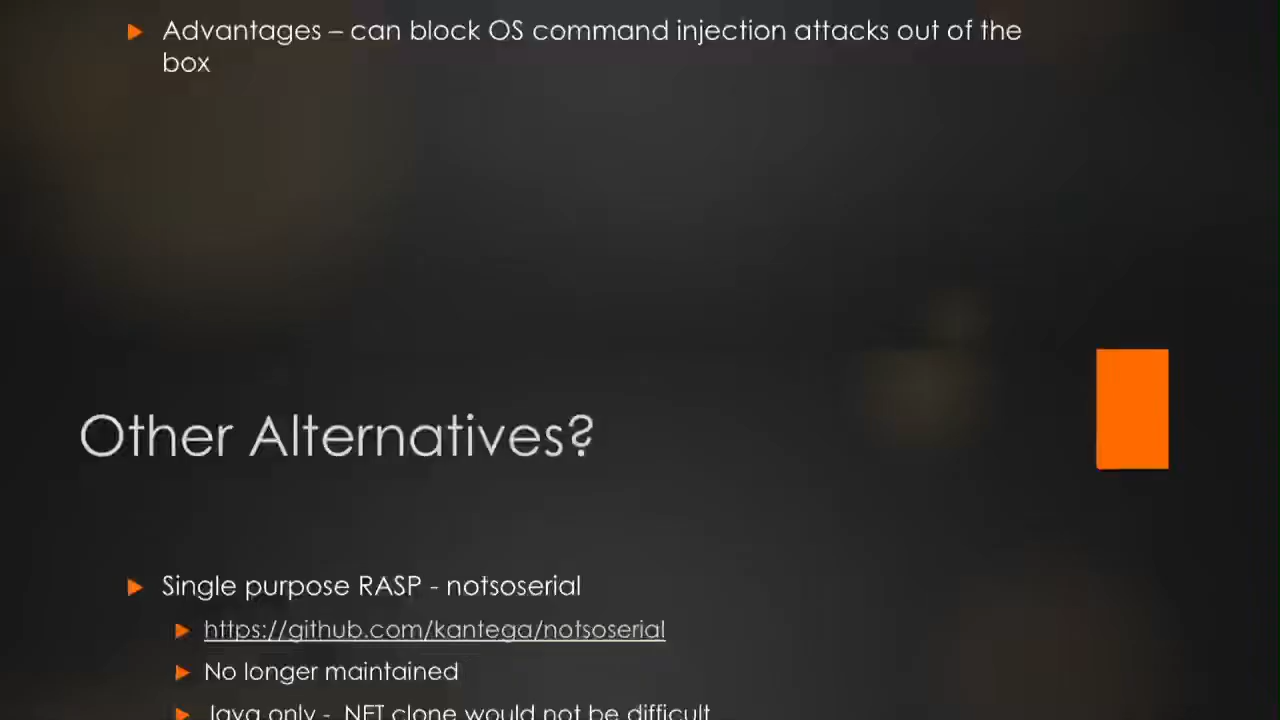 Advantages – can block OS command injection attacks out of the
box
Other Alternatives?
Single purpose RASP - notsoserial
https://github.com/kantega/notsoserial
No longer maintained
Java only - .NET clone would not be difficult